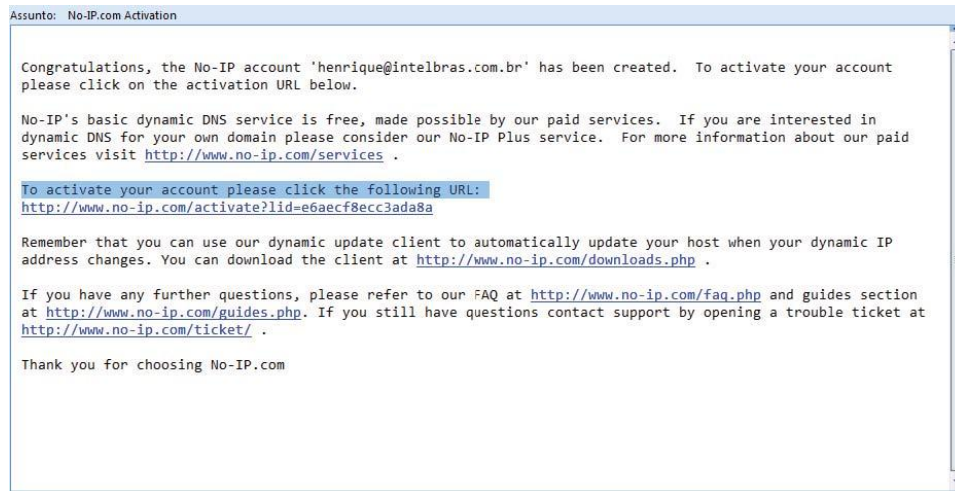 Assunto: No-IP.com Activation
Congratulations, the No-IP account 'henrique@intelbras.com.br' has been created. To activate your account
please click on the activation URL below.
No-IP's basic dynamic DNS service is free, made possible by our paid services. If you are interested in
dynamic DNS for your own domain please consider our No-IP Plus service. For more information about our paid
services visit http://www.no-ip.com/services .
To activate your account please click the following URL:
http://www.no-ip.com/activate?lid=e6aecf8ecc3ada8a
Remember that you can use our dynamic update client to automatically update your host when your dynamic IP
address changes. You can download the client at http://www.no-ip.com/downloads.php .
If you have any further questions, please refer to our FAQ at http://www.no-ip.com/faq.php and guides section
at http://www.no-ip.com/guides.php. If you still have questions contact support by opening a trouble ticket at
http://www.no-ip.com/ticket/ .
Thank you for choosing No-IP.com